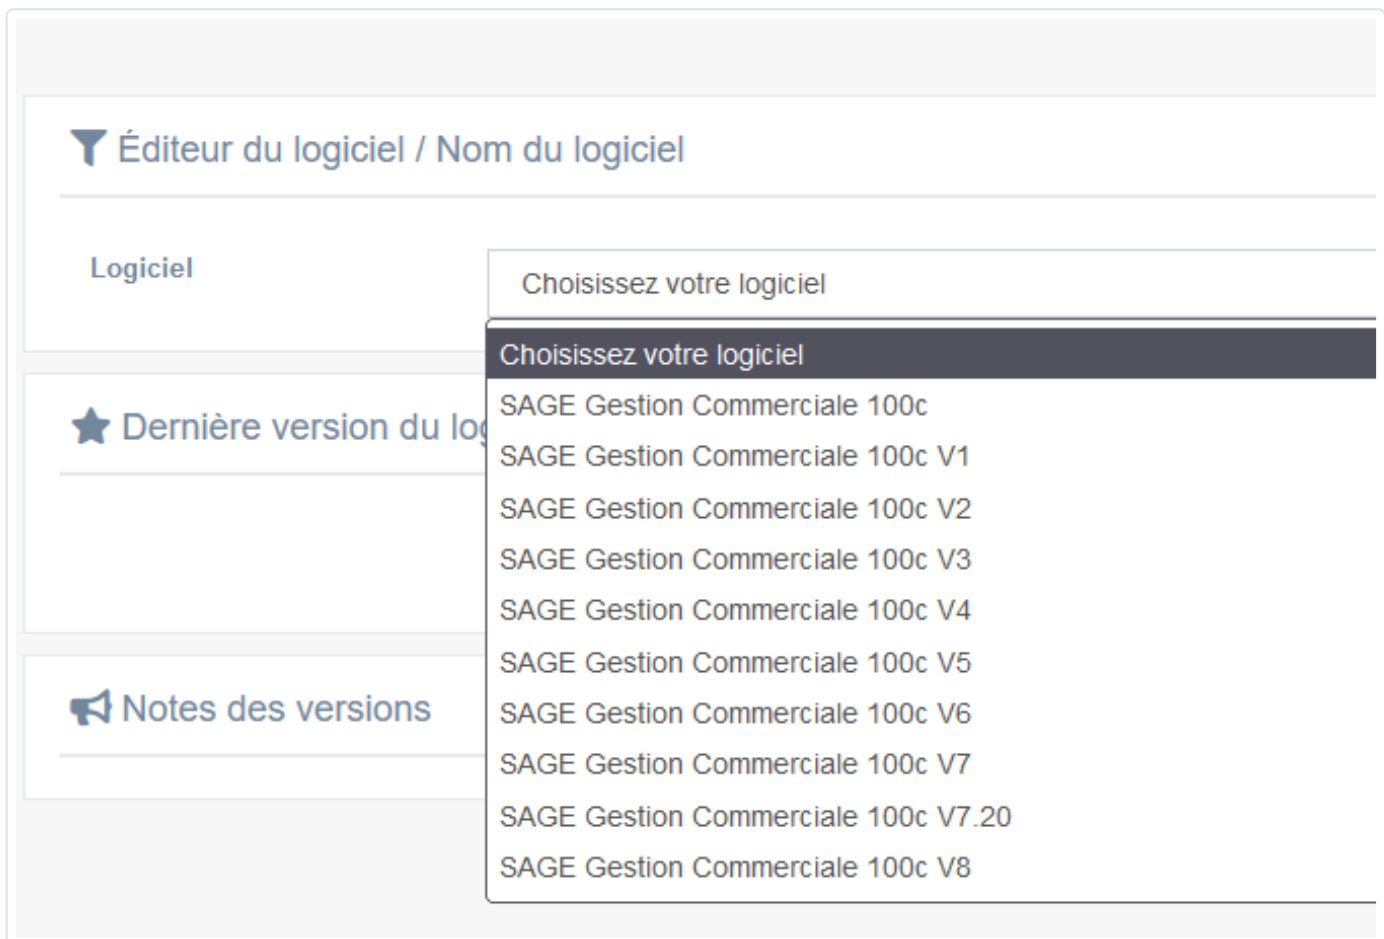 Éditeur du logiciel / Nom du logiciel
Logiciel
Choisissez votre logiciel
Choisissez votre logiciel
SAGE Gestion Commerciale 100c
SAGE Gestion Commerciale 100c V1
Dernière version du
SAGE Gestion Commerciale 100c V2
SAGE Gestion Commerciale 100c V3
SAGE Gestion Commerciale 100c V4
SAGE Gestion Commerciale 100c V5
Notes des versions
SAGE Gestion Commerciale 100c V6
SAGE Gestion Commerciale 100c V7
SAGE Gestion Commerciale 100c V7.20
SAGE Gestion Commerciale 100c V8